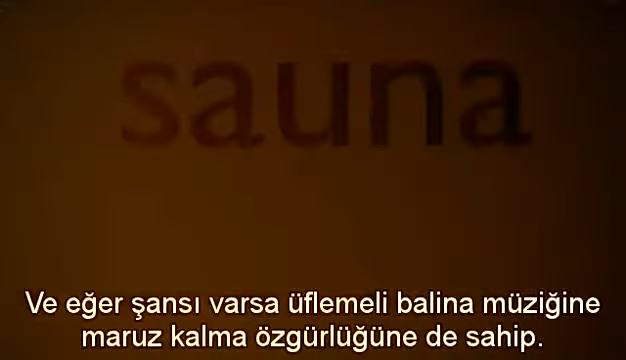 sauna
Ve eğer şansı varsa üflemeli balina müziğine
maruz kalma özgürlüğüne de sahip.